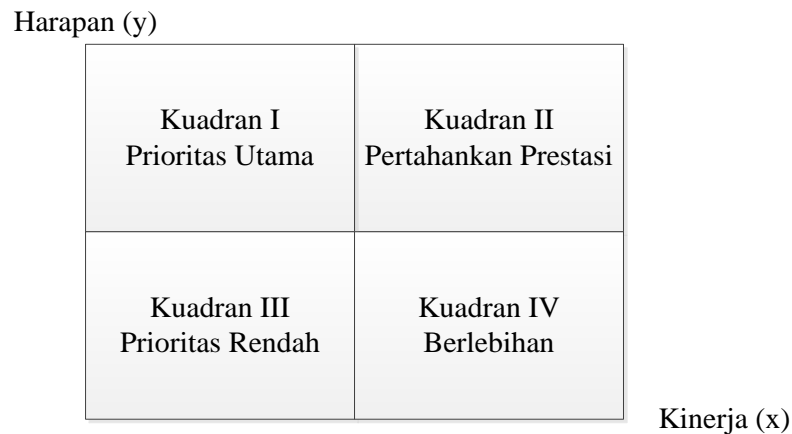 Harapan (y)
Kuadran I
Prioritas Utama
Kuadran II
Pertahankan Prestasi
Kuadran III
Prioritas Rendah
Kuadran IV
Berlebihan
Kinerja (x)